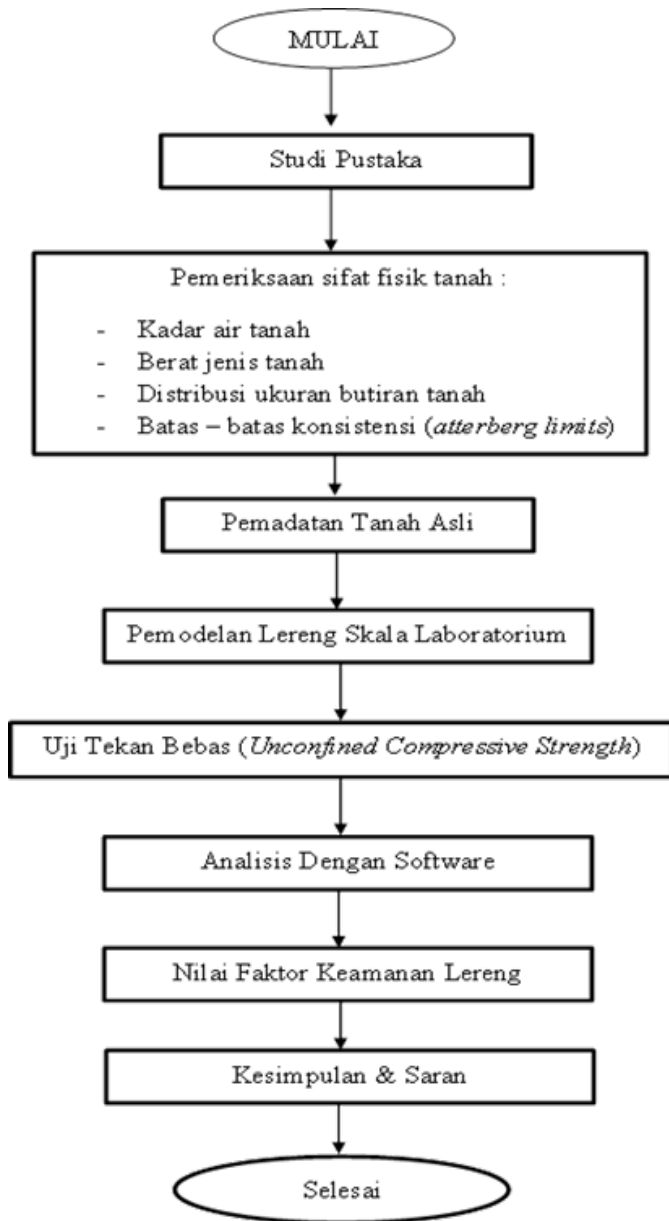 MULAI
Studi Pustaka
Pemeriksaan sifat fisik tanah :
- Kadar air tanah
- Berat jenis tanah
- Distribusi ukuran butiran tanah
- Batas – batas konsistensi (atterberg limits)
Pemadatan Tanah Asli
Pemodelan Lereng Skala Laboratorium
Uji Tekan Bebas (Unconfined Compressive Strength)
Analisis Dengan Software
Nilai Faktor Keamanan Lereng
Kesimpulan & Saran
Selesai